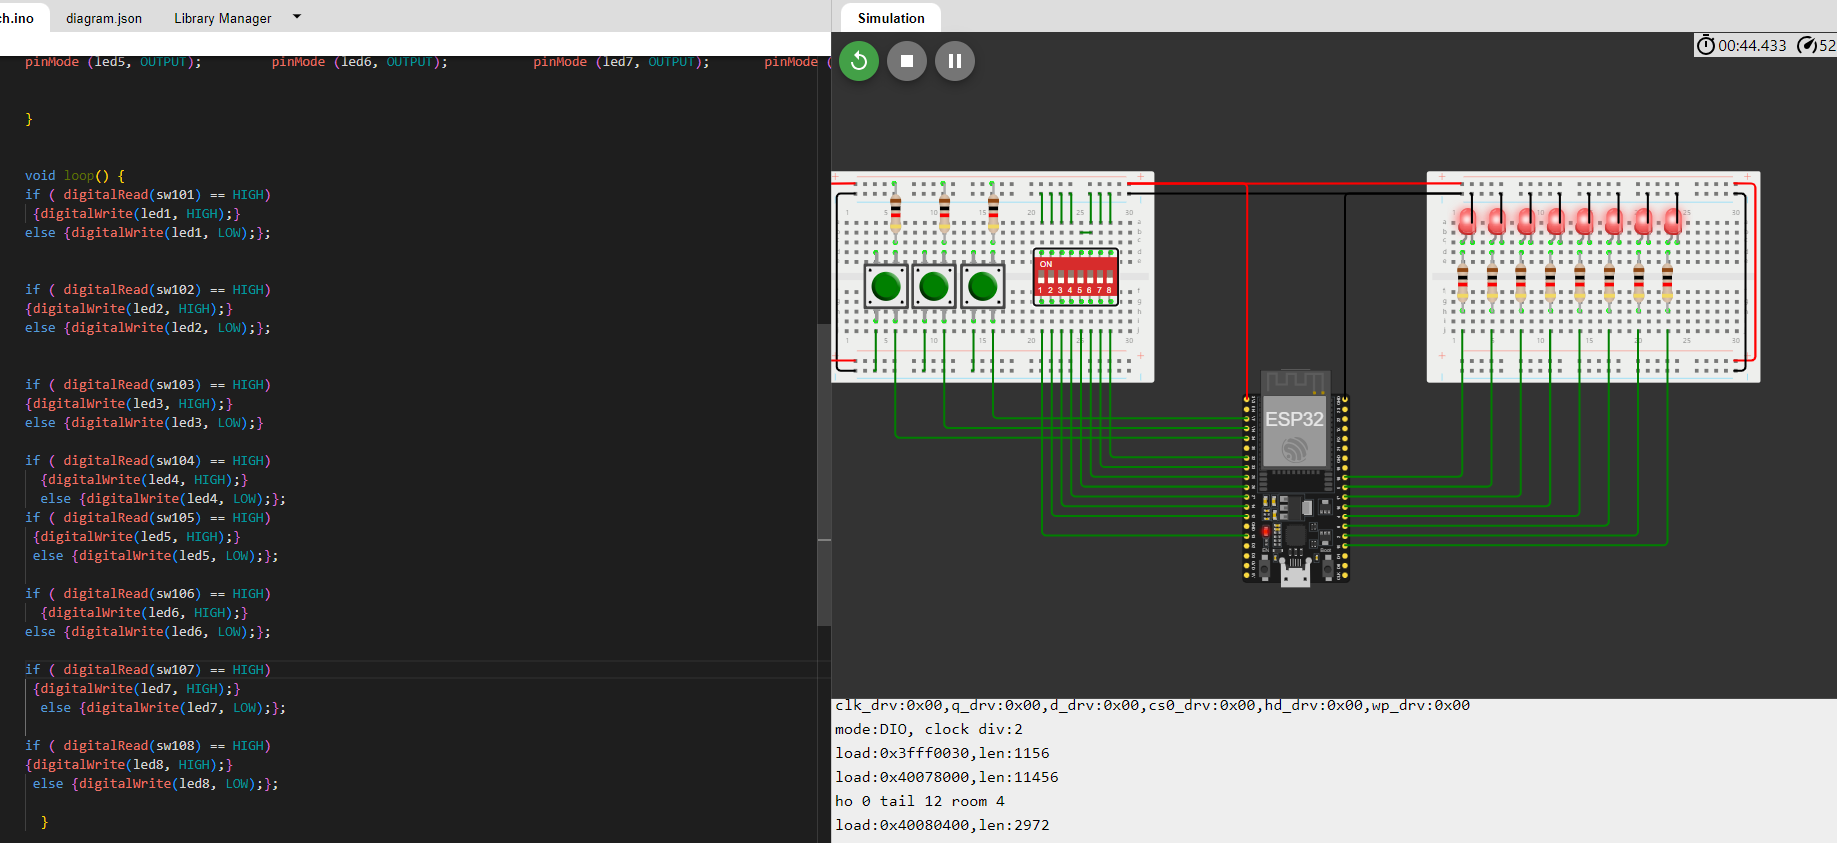 ch.ino diagram.json Library Manager
pinMode (led5, OUTPUT); pinMode (led6, OUTPUT); pinMode (led7, OUTPUT); pinMode (
}
void loop() {
if ( digitalRead(sw101) == HIGH)
{digitalWrite(led1, HIGH);}
else {digitalWrite(led1, LOW);};
if ( digitalRead(sw102) == HIGH)
{digitalWrite(led2, HIGH);}
else {digitalWrite(led2, LOW);};
if ( digitalRead(sw103) == HIGH)
{digitalWrite(led3, HIGH);}
else {digitalWrite(led3, LOW);}
if ( digitalRead(sw104) == HIGH)
{digitalWrite(led4, HIGH);}
else {digitalWrite(led4, LOW);};
if ( digitalRead(sw105) == HIGH)
{digitalWrite(led5, HIGH);}
else {digitalWrite(led5, LOW);};
if ( digitalRead(sw106) == HIGH)
{digitalWrite(led6, HIGH);}
else {digitalWrite(led6, LOW);};
if ( digitalRead(sw107) == HIGH)
{digitalWrite(led7, HIGH);}
else {digitalWrite(led7, LOW);};
if ( digitalRead(sw108) == HIGH)
{digitalWrite(led8, HIGH);}
else {digitalWrite(led8, LOW);};
}
Simulation
00:44.433 52
ON
1 2 3 4 5 6 7 8
ESP32
clk_drv:0x00,q_drv:0x00,d_drv:0x00,cs0_drv:0x00,hd_drv:0x00,wp_drv:0x00
mode:DIO, clock div:2
load:0x3fff0030,len:1156
load:0x40078000,len:11456
ho 0 tail 12 room 4
load:0x40080400,len:2972